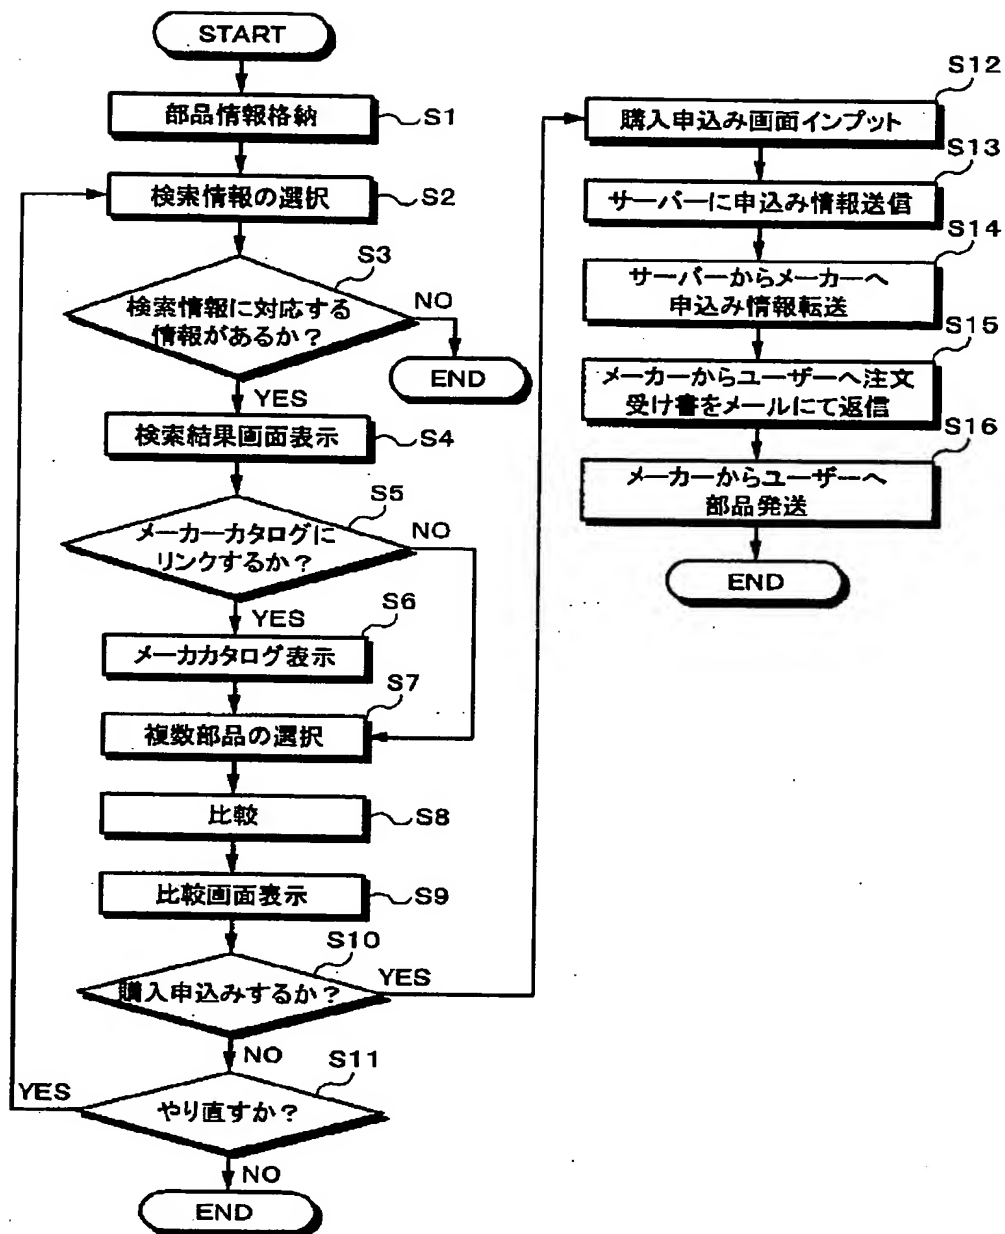 START
部品情報格納
S1
検索情報の選択
S2
S3
検索情報に対応する
情報があるか？
NO
END
YES
検索結果画面表示
S4
S5
メーカーカタログに
リンクするか？
NO
YES
S6
メーカカタログ表示
S7
複数部品の選択
比較
S8
比較画面表示
S9
S10
購入申込みするか？
YES
NO
S11
やり直すか？
YES
NO
END
S12
購入申込み画面インプット
S13
サーバーに申込み情報送信
S14
サーバーからメーカーへ
申込み情報転送
S15
メーカーからユーザーへ注文
受け書をメールにて返信
S16
メーカーからユーザーへ
部品発送
END